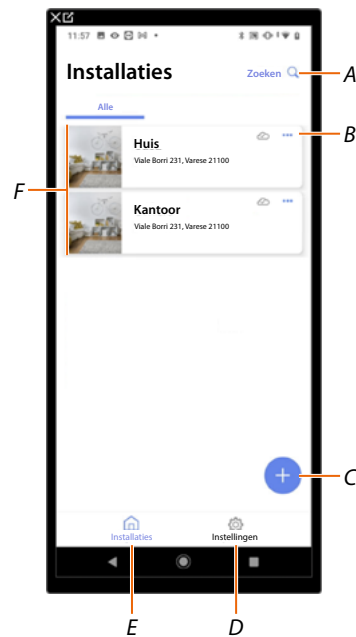 11:57
Installaties
Zoeken
A
Alle
B
Huis
Viale Borri 231, Varese 21100
F
Kantoor
Viale Borri 231, Varese 21100
C
Installaties
Instellingen
E
D